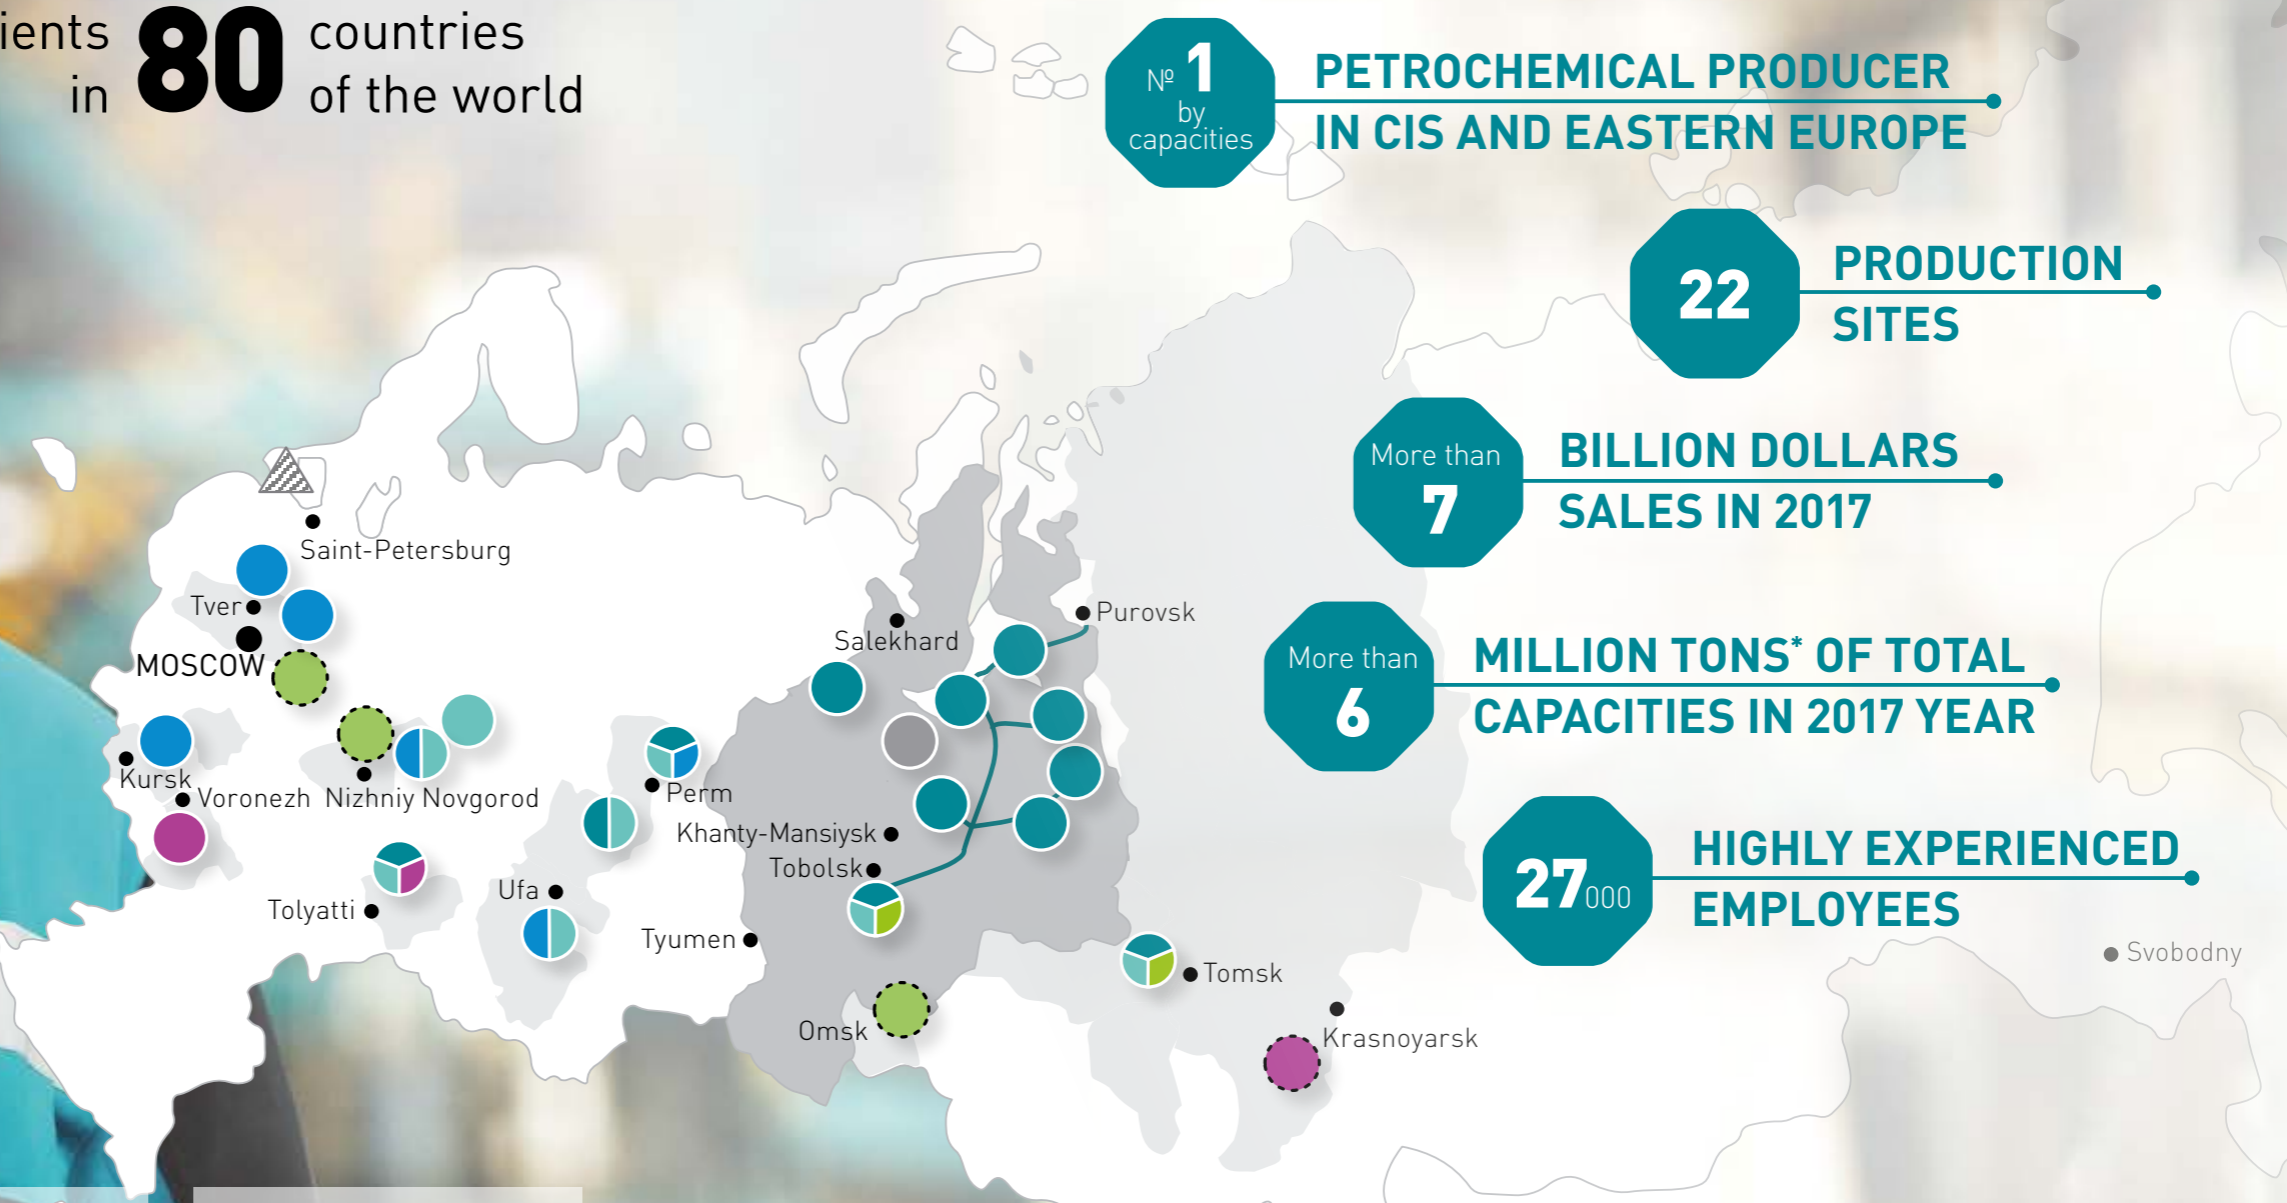 ients
in
80
countries
of the world
№ 1
by
capacities
PETROCHEMICAL PRODUCER
IN CIS AND EASTERN EUROPE
22
PRODUCTION
SITES
More than
7
BILLION DOLLARS
SALES IN 2017
More than
6
MILLION TONS* OF TOTAL
CAPACITIES IN 2017 YEAR
27000
HIGHLY EXPERIENCED
EMPLOYEES
Saint-Petersburg
Tver
MOSCOW
Kursk
Voronezh
Nizhniy Novgorod
Tolyatti
Ufa
Perm
Salekhard
Purovsk
Khanty-Mansiysk
Tobolsk
Tyumen
Omsk
Tomsk
Krasnoyarsk
Svobodny